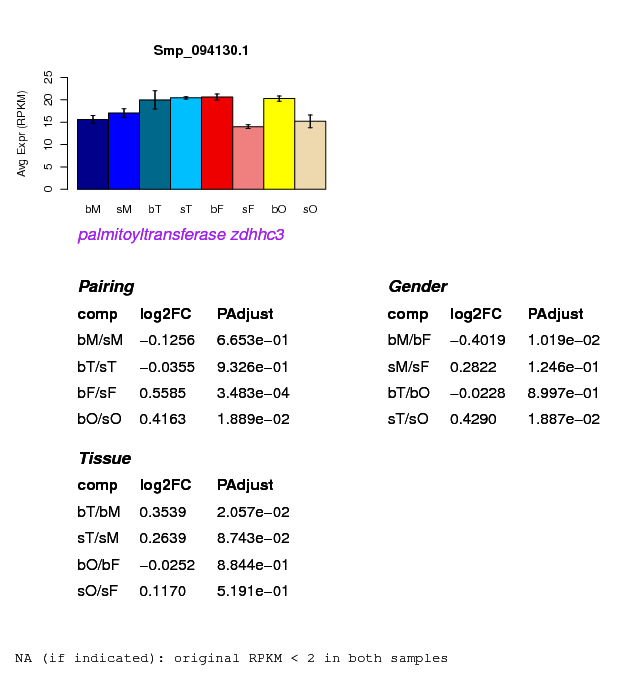 Smp_094130.1
Avg Expr (RPKM)
25
20
15
10
5
0
bM sM bT sT bF sF bO sO
palmitoyltransferase zdhhc3
Pairing
comp log2FC PAdjust
bM/sM −0.1256 6.653e−01
bT/sT −0.0355 9.326e−01
bF/sF 0.5585 3.483e−04
bO/sO 0.4163 1.889e−02
Gender
comp log2FC PAdjust
bM/bF −0.4019 1.019e−02
sM/sF 0.2822 1.246e−01
bT/bO −0.0228 8.997e−01
sT/sO 0.4290 1.887e−02
Tissue
comp log2FC PAdjust
bT/bM 0.3539 2.057e−02
sT/sM 0.2639 8.743e−02
bO/bF −0.0252 8.844e−01
sO/sF 0.1170 5.191e−01
NA (if indicated): original RPKM < 2 in both samples